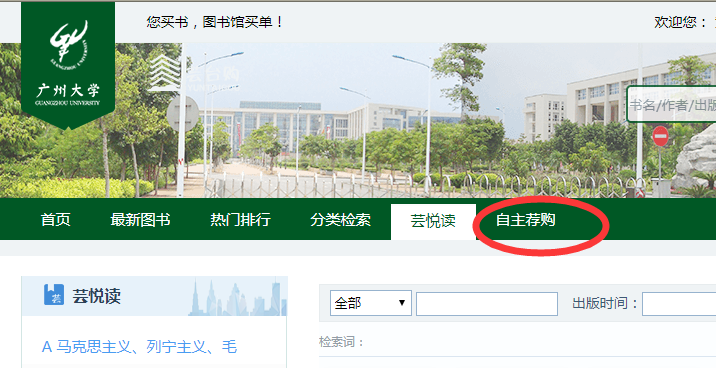 您买书，图书馆买单！
欢迎您：
广州大学
GUANGZHOU UNIVERSITY
书名/作者/出版
首页 最新图书 热门排行 分类检索 芸悦读 自主荐购
芸 芸悦读
全部 出版时间：
A 马克思主义、列宁主义、毛
检索词：